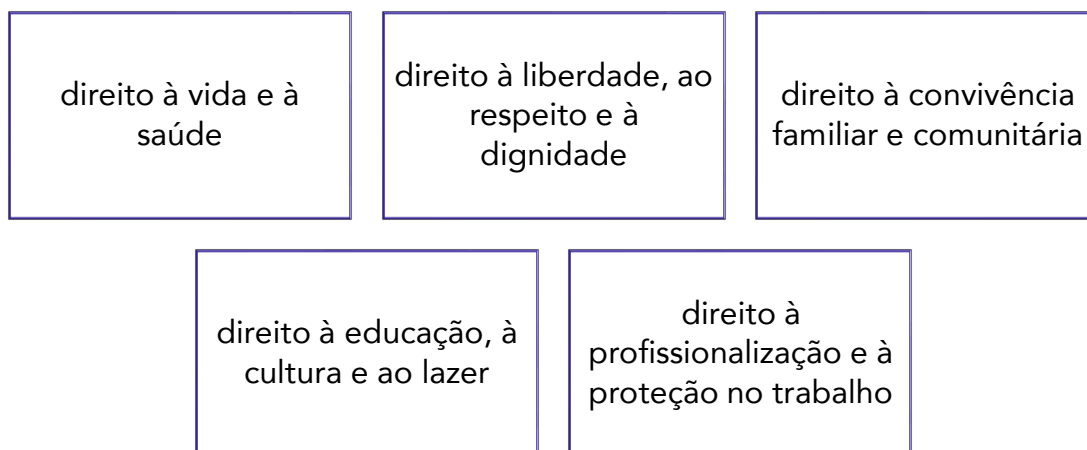 direito à vida e à
saúde
direito à liberdade, ao
respeito e à
dignidade
direito à convivência
familiar e comunitária
direito à educação, à
cultura e ao lazer
direito à
profissionalização e à
proteção no trabalho